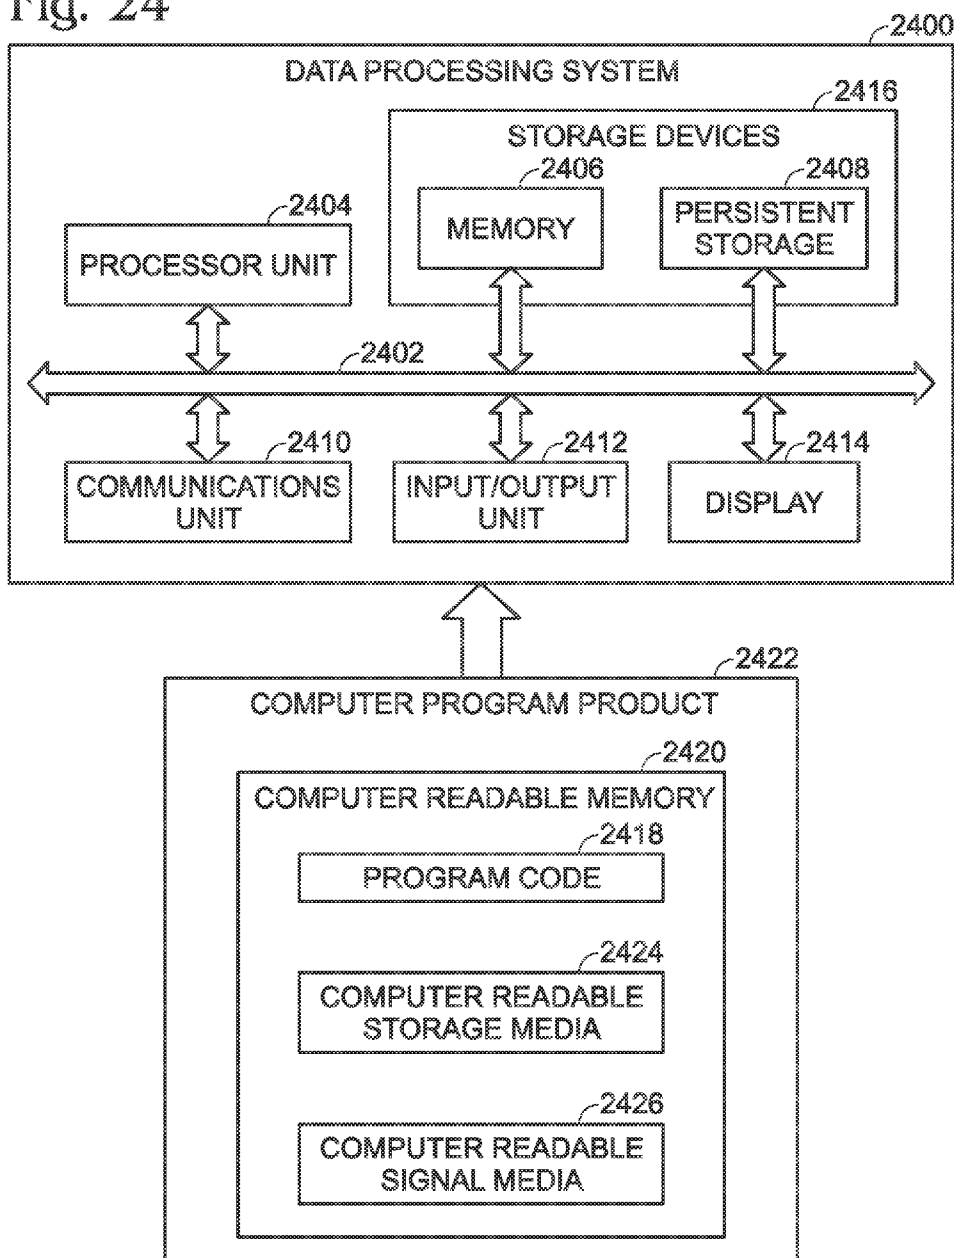 Fig. 24
2400
DATA PROCESSING SYSTEM
2416
STORAGE DEVICES
2404
PROCESSOR UNIT
2406
MEMORY
2408
PERSISTENT
STORAGE
2402
2410
COMMUNICATIONS
UNIT
2412
INPUT/OUTPUT
UNIT
2414
DISPLAY
2422
COMPUTER PROGRAM PRODUCT
2420
COMPUTER READABLE MEMORY
2418
PROGRAM CODE
2424
COMPUTER READABLE
STORAGE MEDIA
2426
COMPUTER READABLE
SIGNAL MEDIA